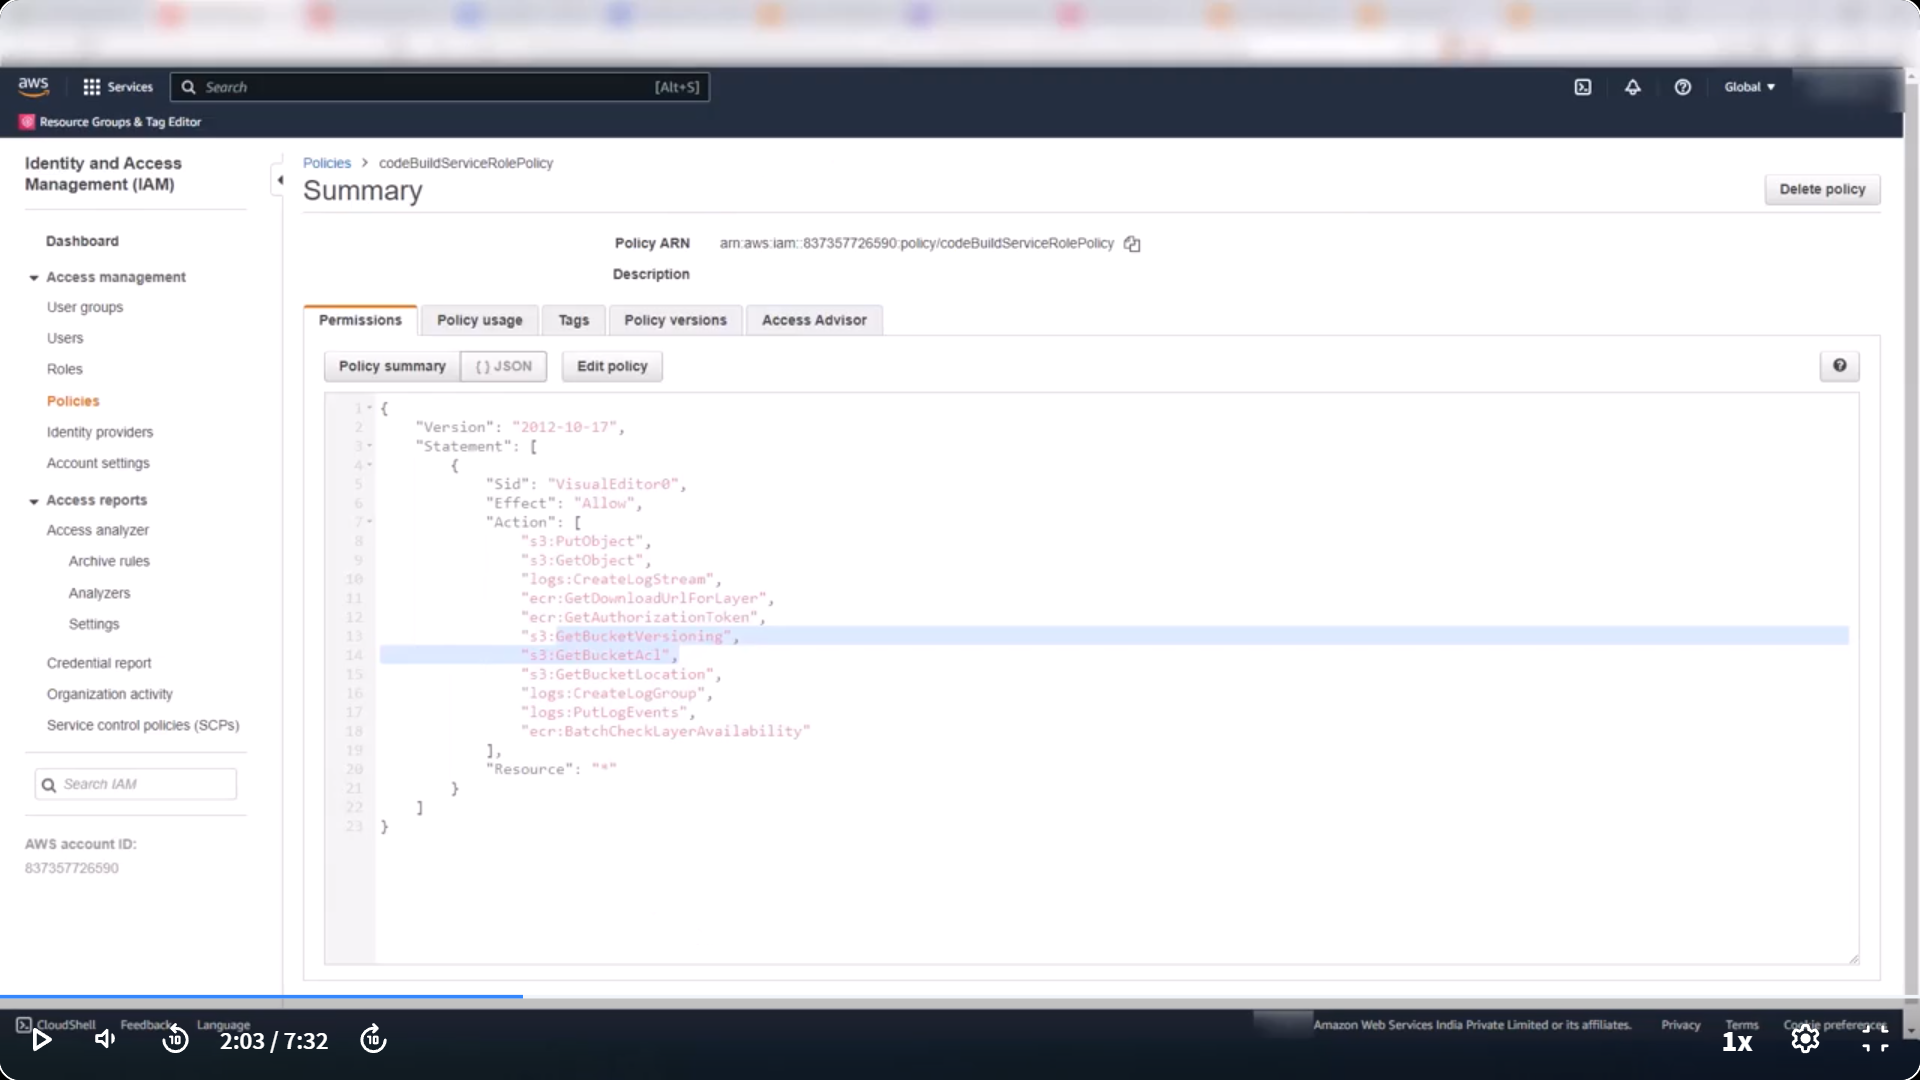 aws
Services
Search
[Alt+S]
Global
Resource Groups & Tag Editor
Identity and Access
Management (IAM)
Dashboard
Access management
User groups
Users
Roles
Policies
Identity providers
Account settings
Access reports
Access analyzer
Archive rules
Analyzers
Settings
Credential report
Organization activity
Service control policies (SCPs)
Search IAM
AWS account ID:
837357726590
Policies > codeBuildServiceRolePolicy
Summary
Delete policy
Policy ARN arn:aws:iam::837357726590:policy/codeBuildServiceRolePolicy
Description
Permissions
Policy usage
Tags
Policy versions
Access Advisor
Policy summary
{ } JSON
Edit policy
1 {
2 "Version": "2012-10-17",
3 "Statement": [
4 {
5 "Sid": "VisualEditor0",
6 "Effect": "Allow",
7 "Action": [
8 "s3:PutObject",
9 "s3:GetObject",
10 "logs:CreateLogStream",
11 "ecr:GetDownloadUrlForLayer",
12 "ecr:GetAuthorizationToken",
13 "s3:GetBucketVersioning",
14 "s3:GetBucketAcl",
15 "s3:GetBucketLocation",
16 "logs:CreateLogGroup",
17 "logs:PutLogEvents",
18 "ecr:BatchCheckLayerAvailability"
19 ],
20 "Resource": "*"
21 }
22 ]
23 }
CloudShell
Feedback
Language
Amazon Web Services India Private Limited or its affiliates.
Privacy
Terms
Cookie preferences
10
2:03 / 7:32
10
1x